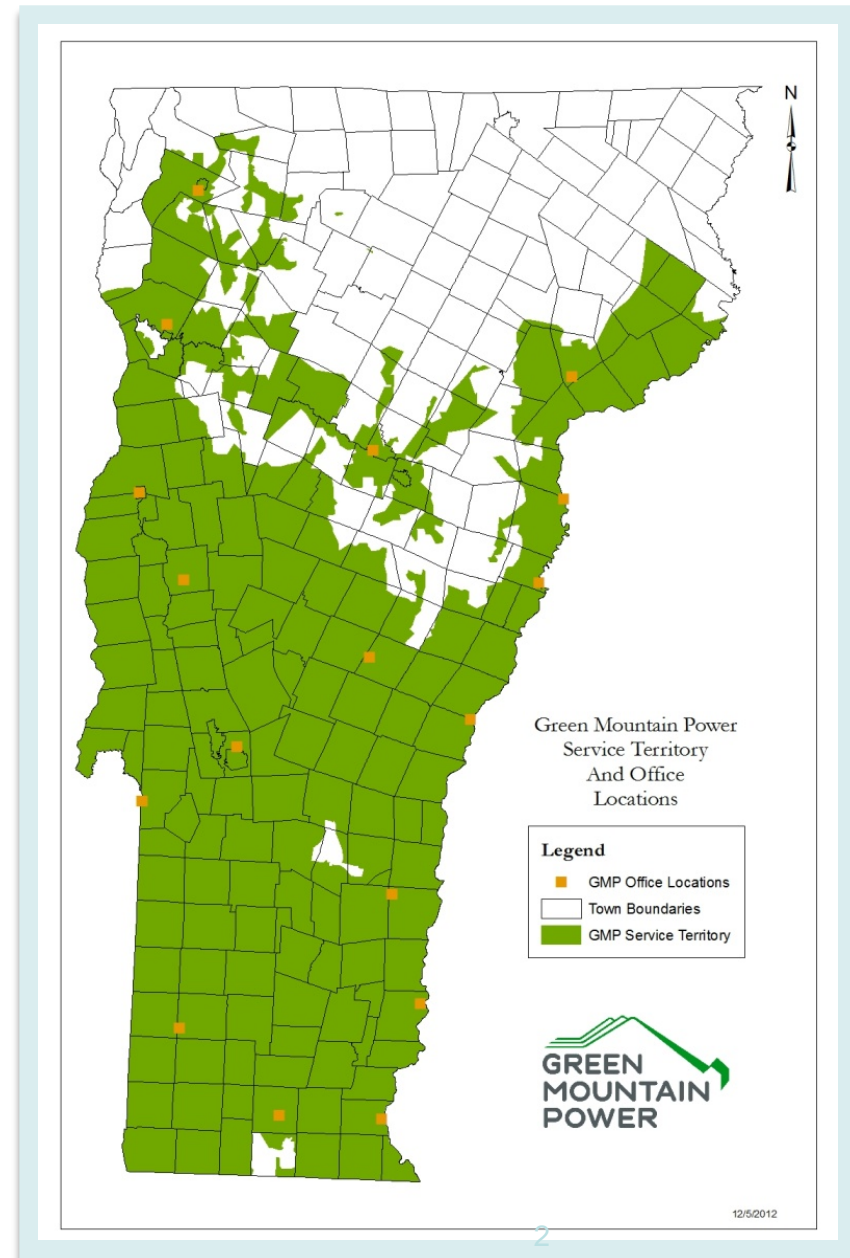 N
Green Mountain Power
Service Territory
And Office
Locations
Legend
GMP Office Locations
Town Boundaries
GMP Service Territory
GREEN
MOUNTAIN
POWER
12/5/2012
2